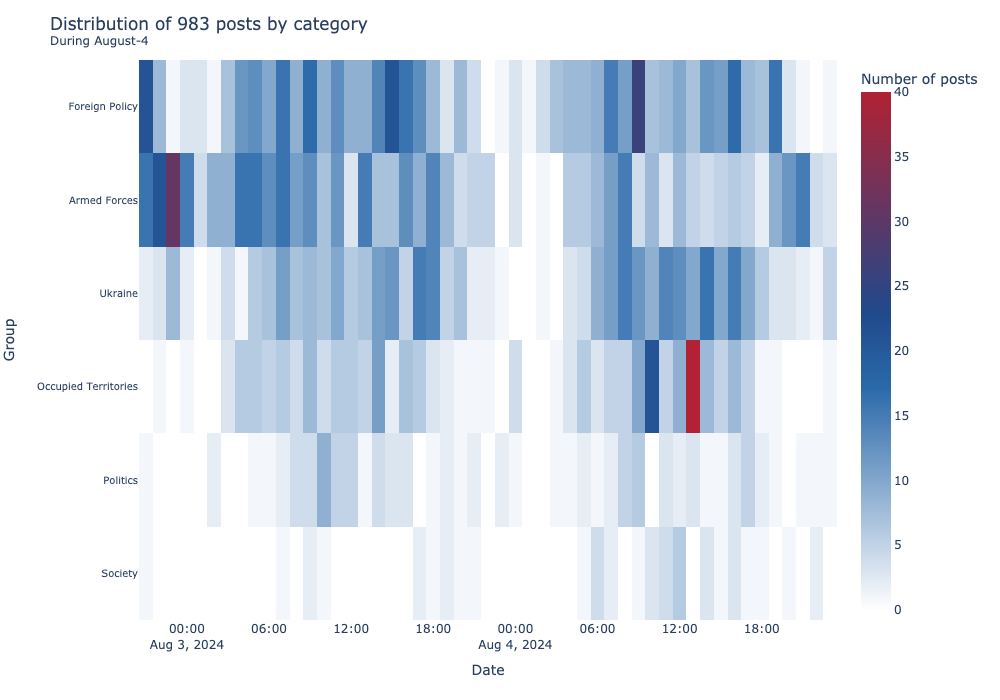 Distribution of 983 posts by category
During August-4
Number of posts
40
35
30
25
20
15
10
5
0
Group
Foreign Policy
Armed Forces
Ukraine
Occupied Territories
Politics
Society
00:00 06:00 12:00 18:00 00:00 06:00 12:00 18:00
Aug 3, 2024 Aug 4, 2024
Date